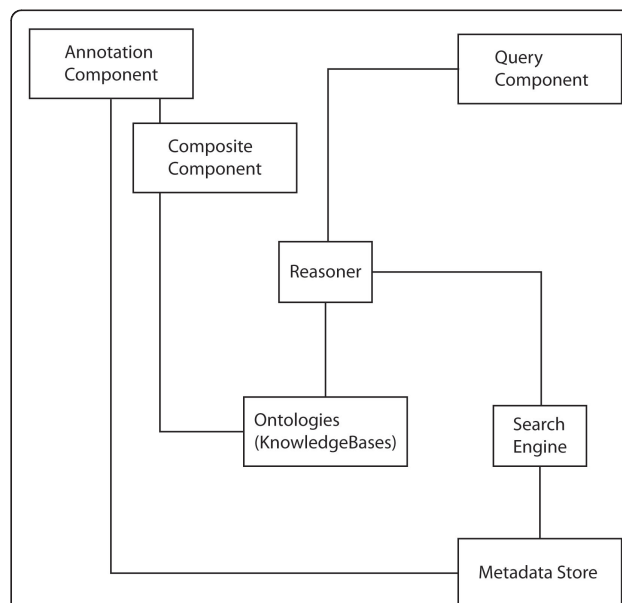 Annotation
Component
Query
Component
Composite
Component
Reasoner
Ontologies
(KnowledgeBases)
Search
Engine
Metadata Store